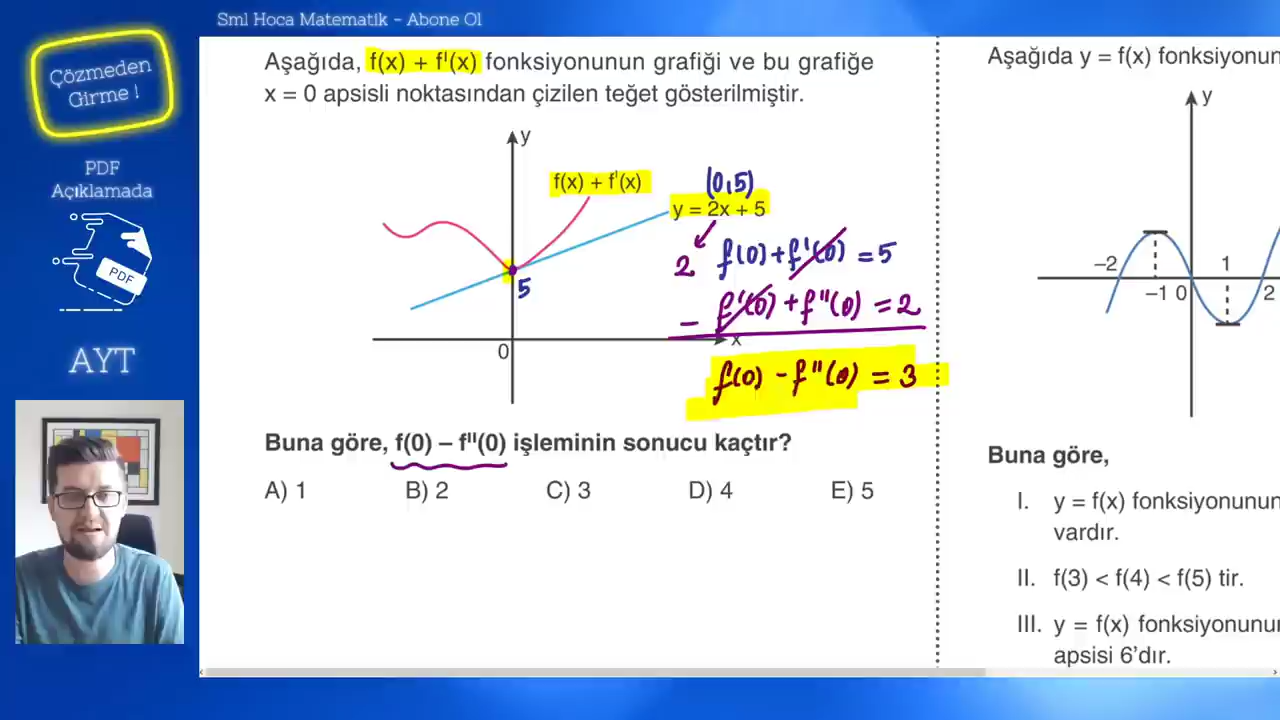 Sml Hoca Matematik - Abone Ol
Çözmeden
Girme !
PDF
Açıklamada
PDF
AYT
Aşağıda, f(x) + f'(x) fonksiyonunun grafiği ve bu grafiğe
x = 0 apsisli noktasından çizilen teğet gösterilmiştir.
y
f(x) + f'(x)
(0,5)
y = 2x + 5
2
f(0)+f'(0) = 5
5
- f'(0) + f''(0) = 2
0
x
f(0) - f''(0) = 3
Buna göre, f(0) – f''(0) işleminin sonucu kaçtır?
A) 1 B) 2 C) 3 D) 4 E) 5
Aşağıda y = f(x) fonksiyonun
y
–2 1
–1 0 2
Buna göre,
I. y = f(x) fonksiyonunun
vardır.
II. f(3) < f(4) < f(5) tir.
III. y = f(x) fonksiyonunun
apsisi 6'dır.